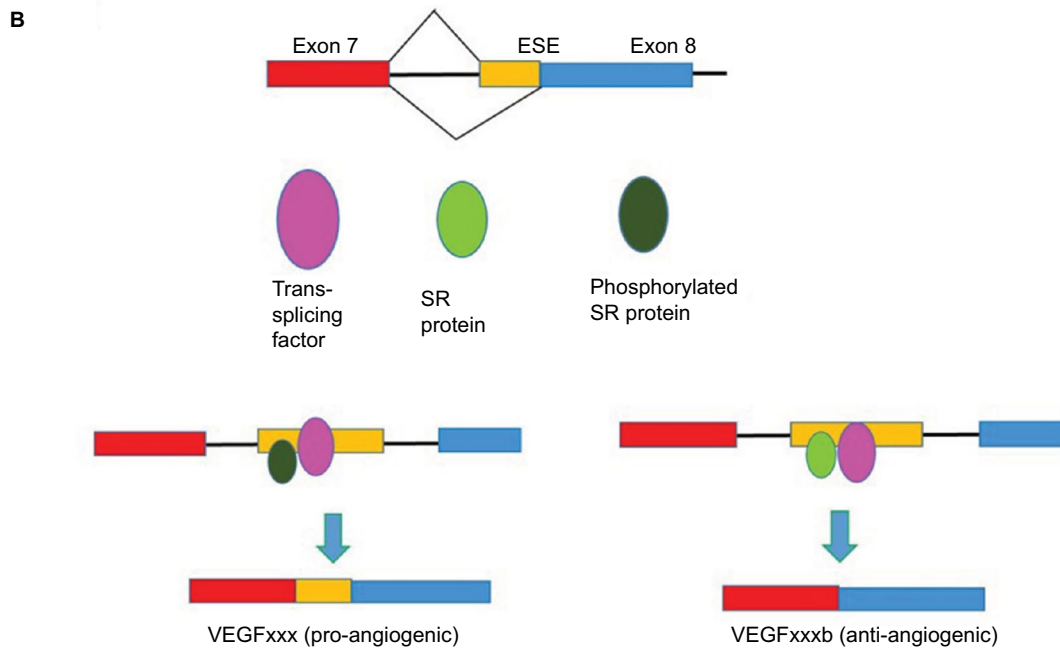 B
Exon 7
ESE
Exon 8
Trans-
splicing
factor
SR
protein
Phosphorylated
SR protein
VEGFxxx (pro-angiogenic)
VEGFxxxb (anti-angiogenic)